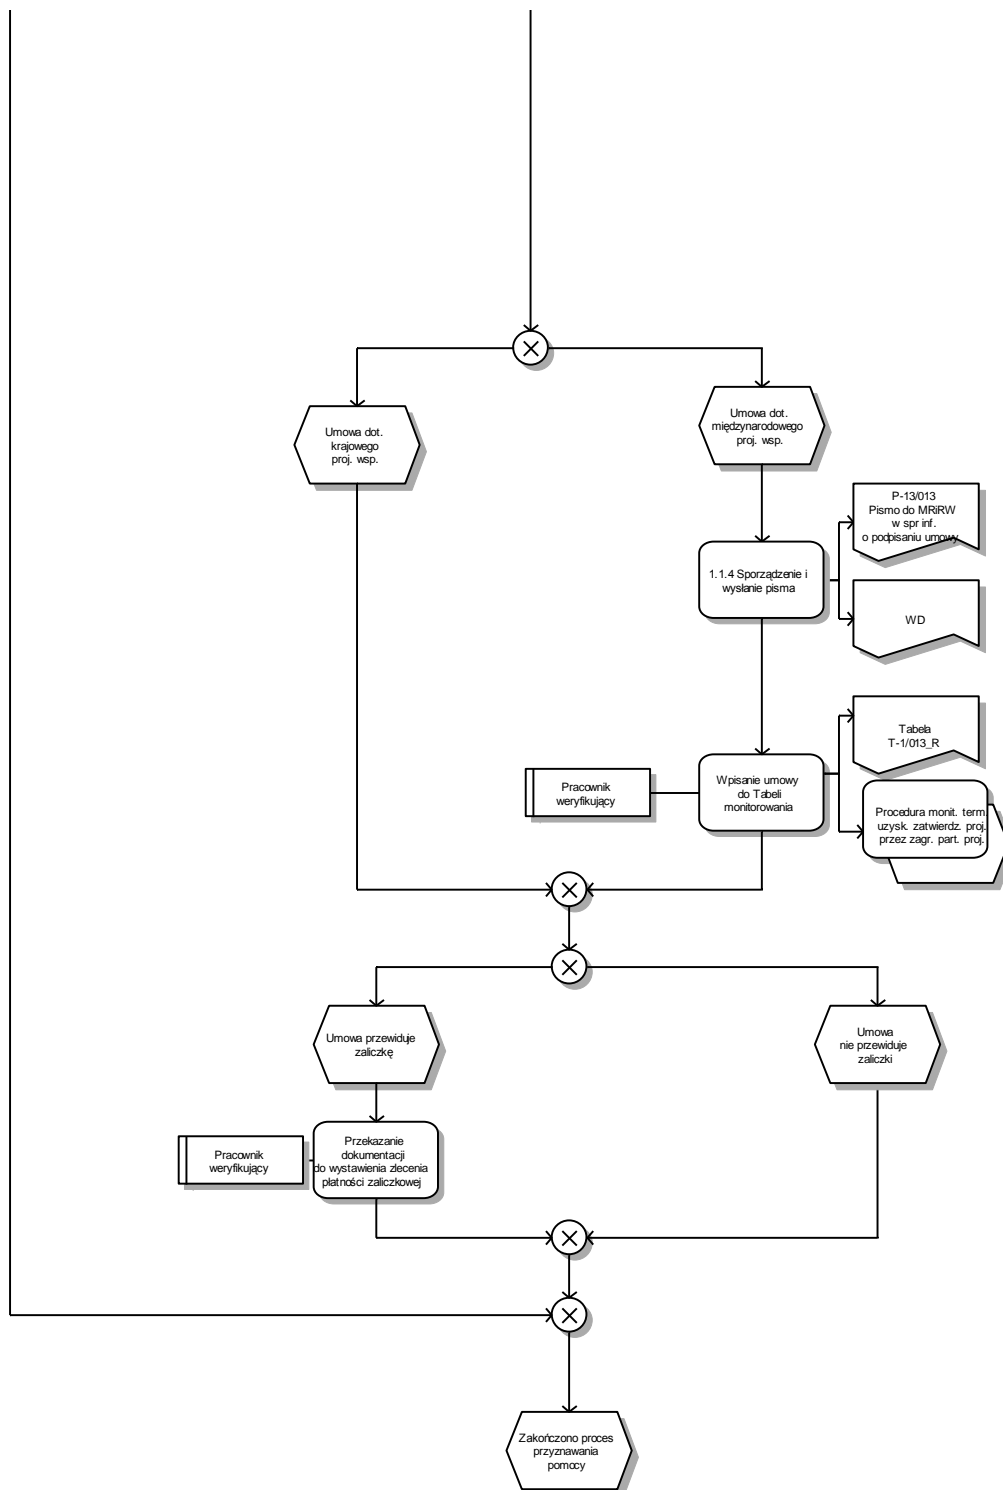 Umowa dot.
krajowego
proj. wsp.
Umowa dot.
międzynarodowego
proj. wsp.
P-13/013
Pismo do MRiRW
w spr inf.
o podpisaniu umowy
1.1.4 Sporządzenie i
wysłanie pisma
WD
Tabela
T-1/013_R
Pracownik
weryfikujący
Wpisanie umowy
do Tabeli
monitorowania
Procedura monit. term.
uzysk. zatwierdz. proj.
przez zagr. part. proj.
Umowa przewiduje
zaliczkę
Umowa
nie przewiduje
zaliczki
Pracownik
weryfikujący
Przekazanie
dokumentacji
do wystawienia zlecenia
płatności zaliczkowej
Zakończono proces
przyznawania
pomocy